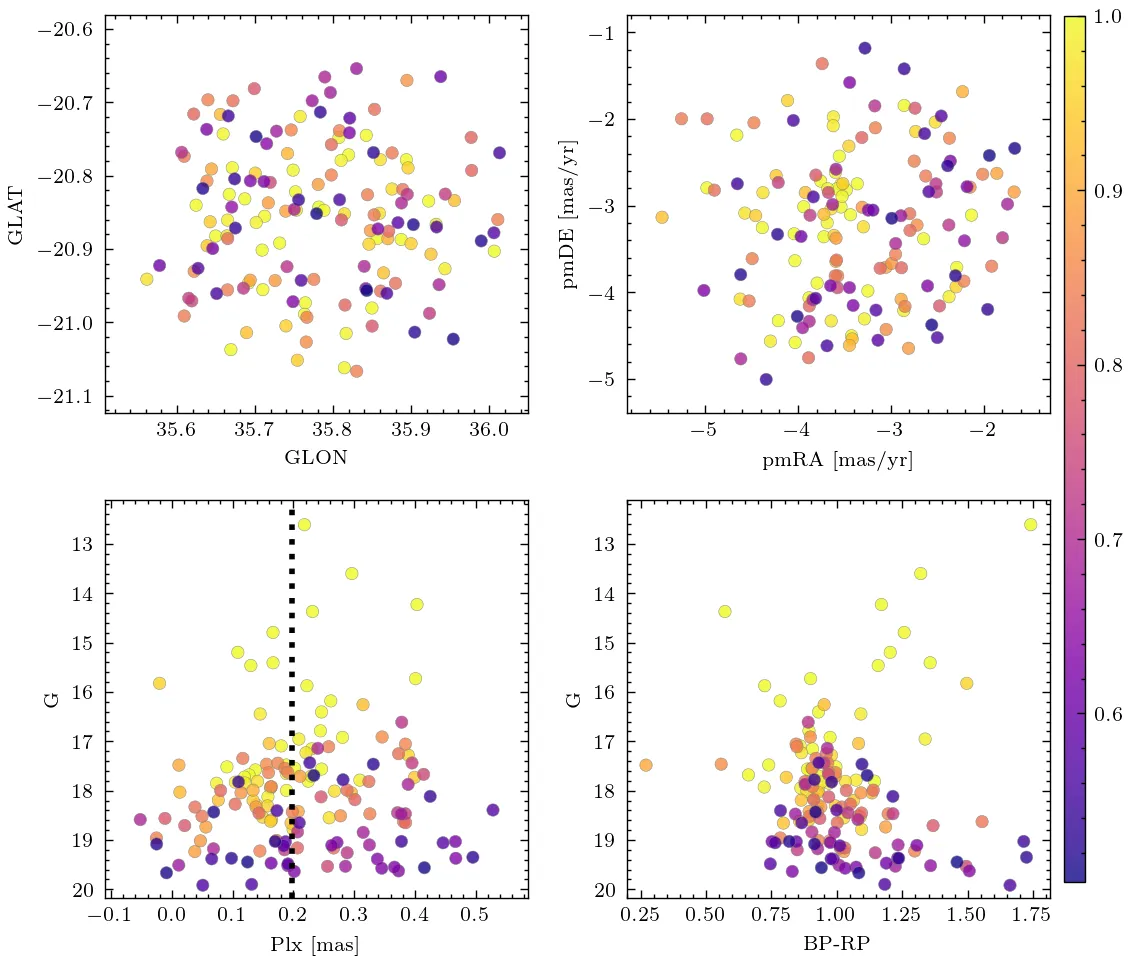 −20.6
−20.7
−20.8
−20.9
−21.0
−21.1
GLAT
35.6 35.7 35.8 35.9 36.0
GLON
−1
−2
−3
−4
−5
pmDE [mas/yr]
−5 −4 −3 −2
pmRA [mas/yr]
1.0
0.9
0.8
0.7
0.6
13
14
15
16
17
18
19
20
G
−0.1 0.0 0.1 0.2 0.3 0.4 0.5
Plx [mas]
13
14
15
16
17
18
19
20
G
0.25 0.50 0.75 1.00 1.25 1.50 1.75
BP-RP